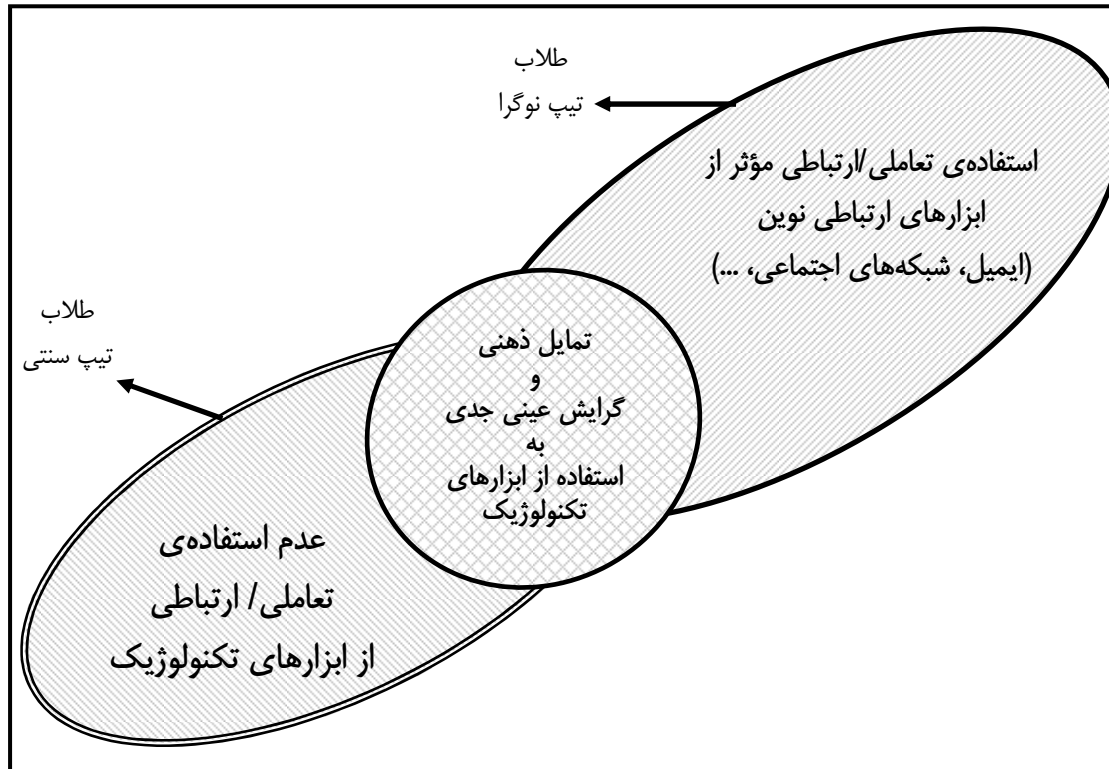 طلاب
تیپ نوگرا
استفاده‌ی تعاملی/ارتباطی مؤثر از
ابزارهای ارتباطی نوین
(ایمیل، شبکه‌های اجتماعی، ...)
طلاب
تیپ سنتی
تمایل ذهنی
و
گرایش عینی جدی
به
استفاده از ابزارهای
تکنولوژیک
عدم استفاده‌ی
تعاملی/ ارتباطی
از ابزارهای تکنولوژیک